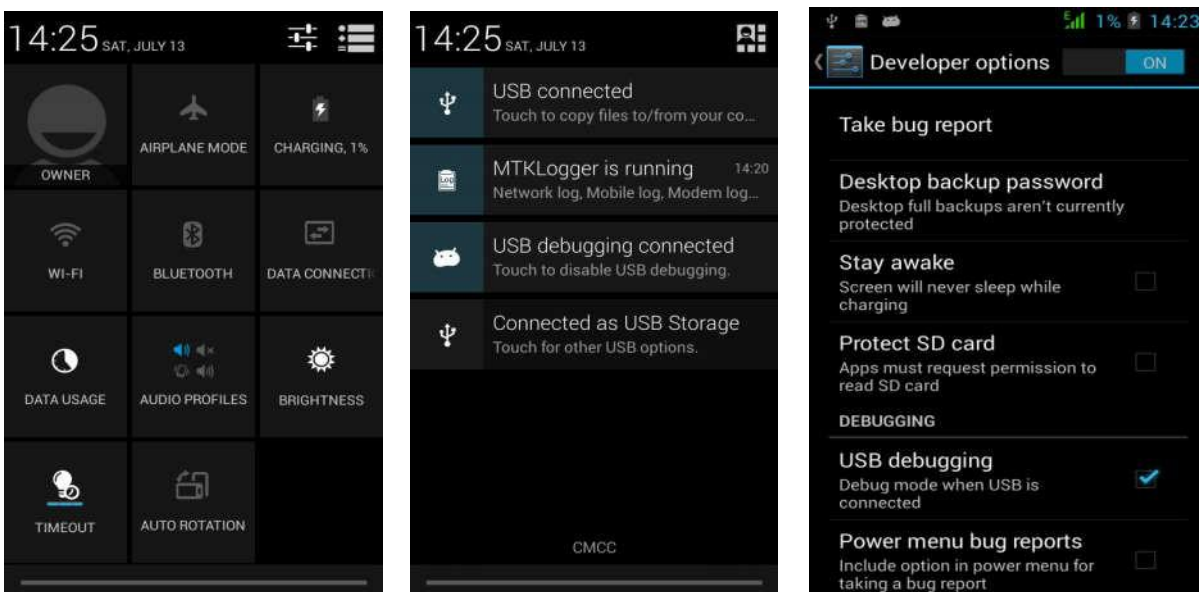 14:25 SAT, JULY 13
OWNER
AIRPLANE MODE
CHARGING, 1%
WI-FI
BLUETOOTH
DATA CONNECTI
DATA USAGE
AUDIO PROFILES
BRIGHTNESS
TIMEOUT
AUTO ROTATION
14:25 SAT, JULY 13
USB connected
Touch to copy files to/from your co...
MTKLogger is running 14:20
Network log, Mobile log, Modem log...
USB debugging connected
Touch to disable USB debugging.
Connected as USB Storage
Touch for other USB options.
CMCC
1% 14:23
Developer options ON
Take bug report
Desktop backup password
Desktop full backups aren't currently
protected
Stay awake
Screen will never sleep while
charging
Protect SD card
Apps must request permission to
read SD card
DEBUGGING
USB debugging
Debug mode when USB is
connected
Power menu bug reports
Include option in power menu for
taking a bug report